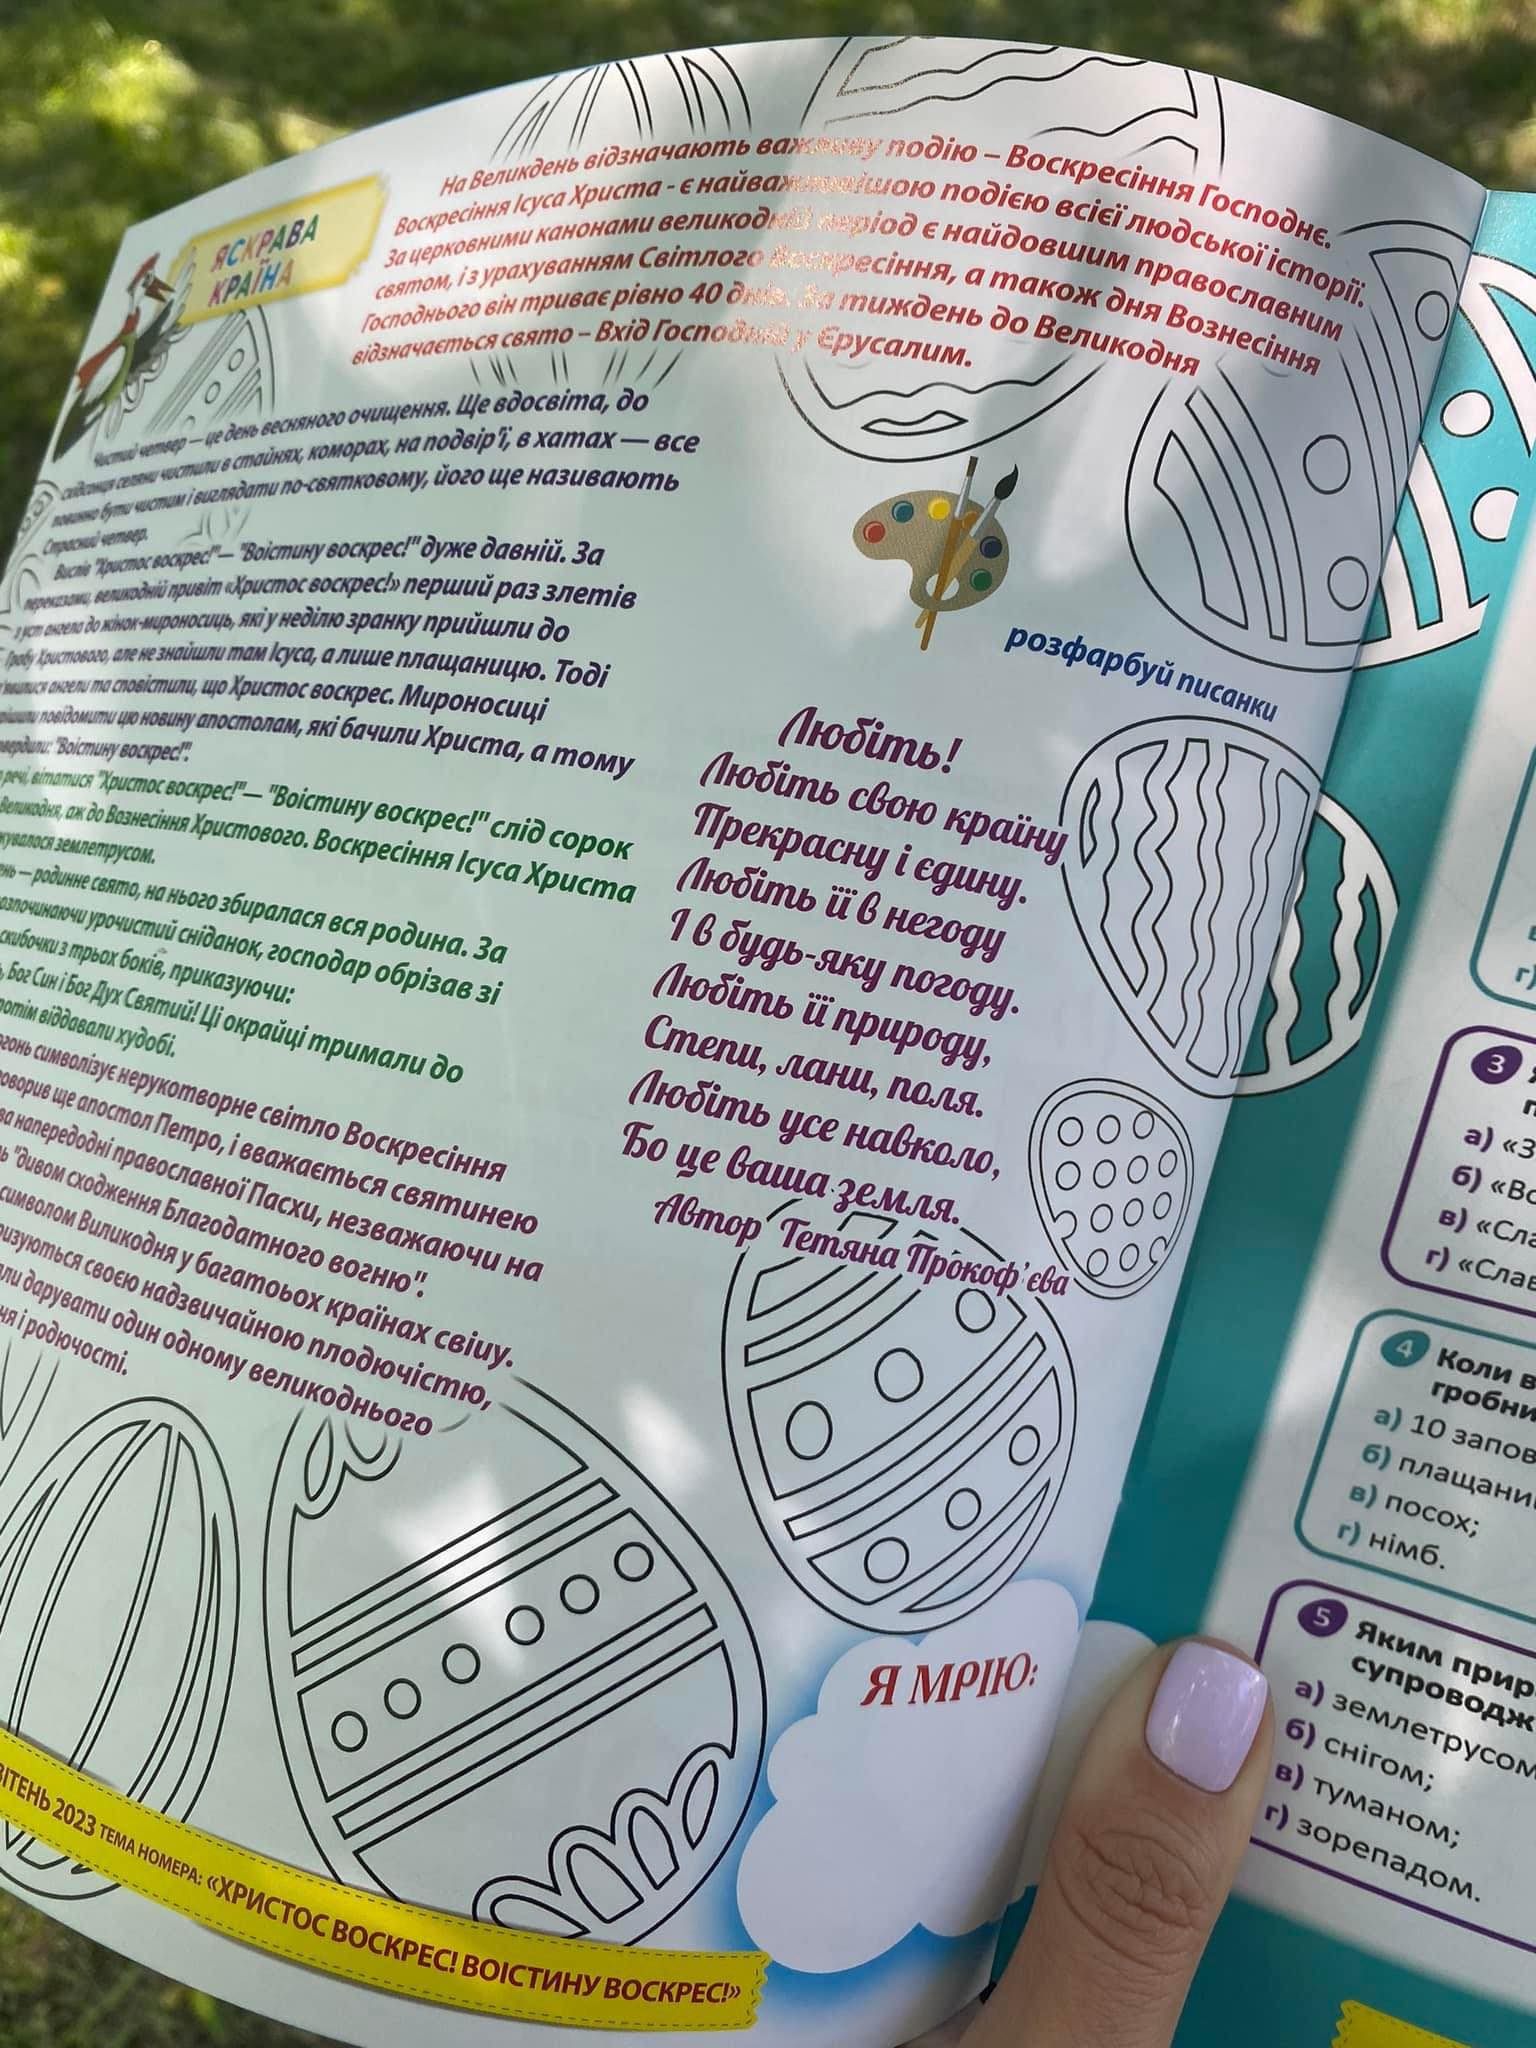 ЯСКРАВА
КРАЇНА
На Великдень відзначають важливу подію – Воскресіння Господнє.
Воскресіння Ісуса Христа - є найважливішою подією всієї людської історії.
За церковними канонами великодній період є найдовшим православним
святом, і з урахуванням Світлого Воскресіння, а також дня Вознесіння
Господнього він триває рівно 40 днів. За тиждень до Великодня
відзначається свято – Вхід Господній у Єрусалим.
Чистий четвер — це день весняного очищення. Ще вдосвіта, до
східсонця селяни чистили в стайнях, коморах, на подвір'ї, в хатах — все
повинно бути чистим і виглядати по-святковому, його ще називають
Страсний четвер.
Вислів "Христос воскрес!"— "Воістину воскрес!" дуже давній. За
переказами, великодній привіт «Христос воскрес!» перший раз злетів
з уст ангела до жінок-мироносиць, які у неділю зранку прийшли до
Гробу Христового, але не знайшли там Ісуса, а лише плащаницю. Тоді
ангели та сповістили, що Христос воскрес. Мироносиці
повідомити цю новину апостолам, які бачили Христа, а тому
"Воістину воскрес!".
речі, вітатися "Христос воскрес!"— "Воістину воскрес!" слід сорок
Великодня, аж до Вознесіння Христового. Воскресіння Ісуса Христа
землетрусом.
— родинне свято, на нього збиралася вся родина. За
урочистий сніданок, господар обрізав зі
скибочки з трьох боків, приказуючи:
Бог Син і Бог Дух Святий! Ці окрайці тримали до
потім віддавали худобі.
символізує нерукотворне світло Воскресіння
ще апостол Петро, і вважається святинею
напередодні православної Пасхи, незважаючи на
"дивом сходження Благодатного вогню".
символом Виликодня у багатьох країнах свіиу.
своєю надзвичайною плодючістю,
дарувати один одному великоднього
і родючості.
розфарбуй писанки
Любіть!
Любіть свою країну
Прекрасну і єдину.
Любіть її в негоду
І в будь-яку погоду.
Любіть її природу,
Степи, лани, поля.
Любіть усе навколо,
Бо це ваша земля.
Автор Тетяна Прокоф'єва
Я МРІЮ:
2023 ТЕМА НОМЕРА: «ХРИСТОС ВОСКРЕС! ВОІСТИНУ ВОСКРЕС!»
г)
3
а)
б)
в)
г)
4 Коли
а) 10
б)
в) посох;
г) німб.
5 Яким
а) землетрусом
б) снігом;
в) туманом;
г) зорепадом.